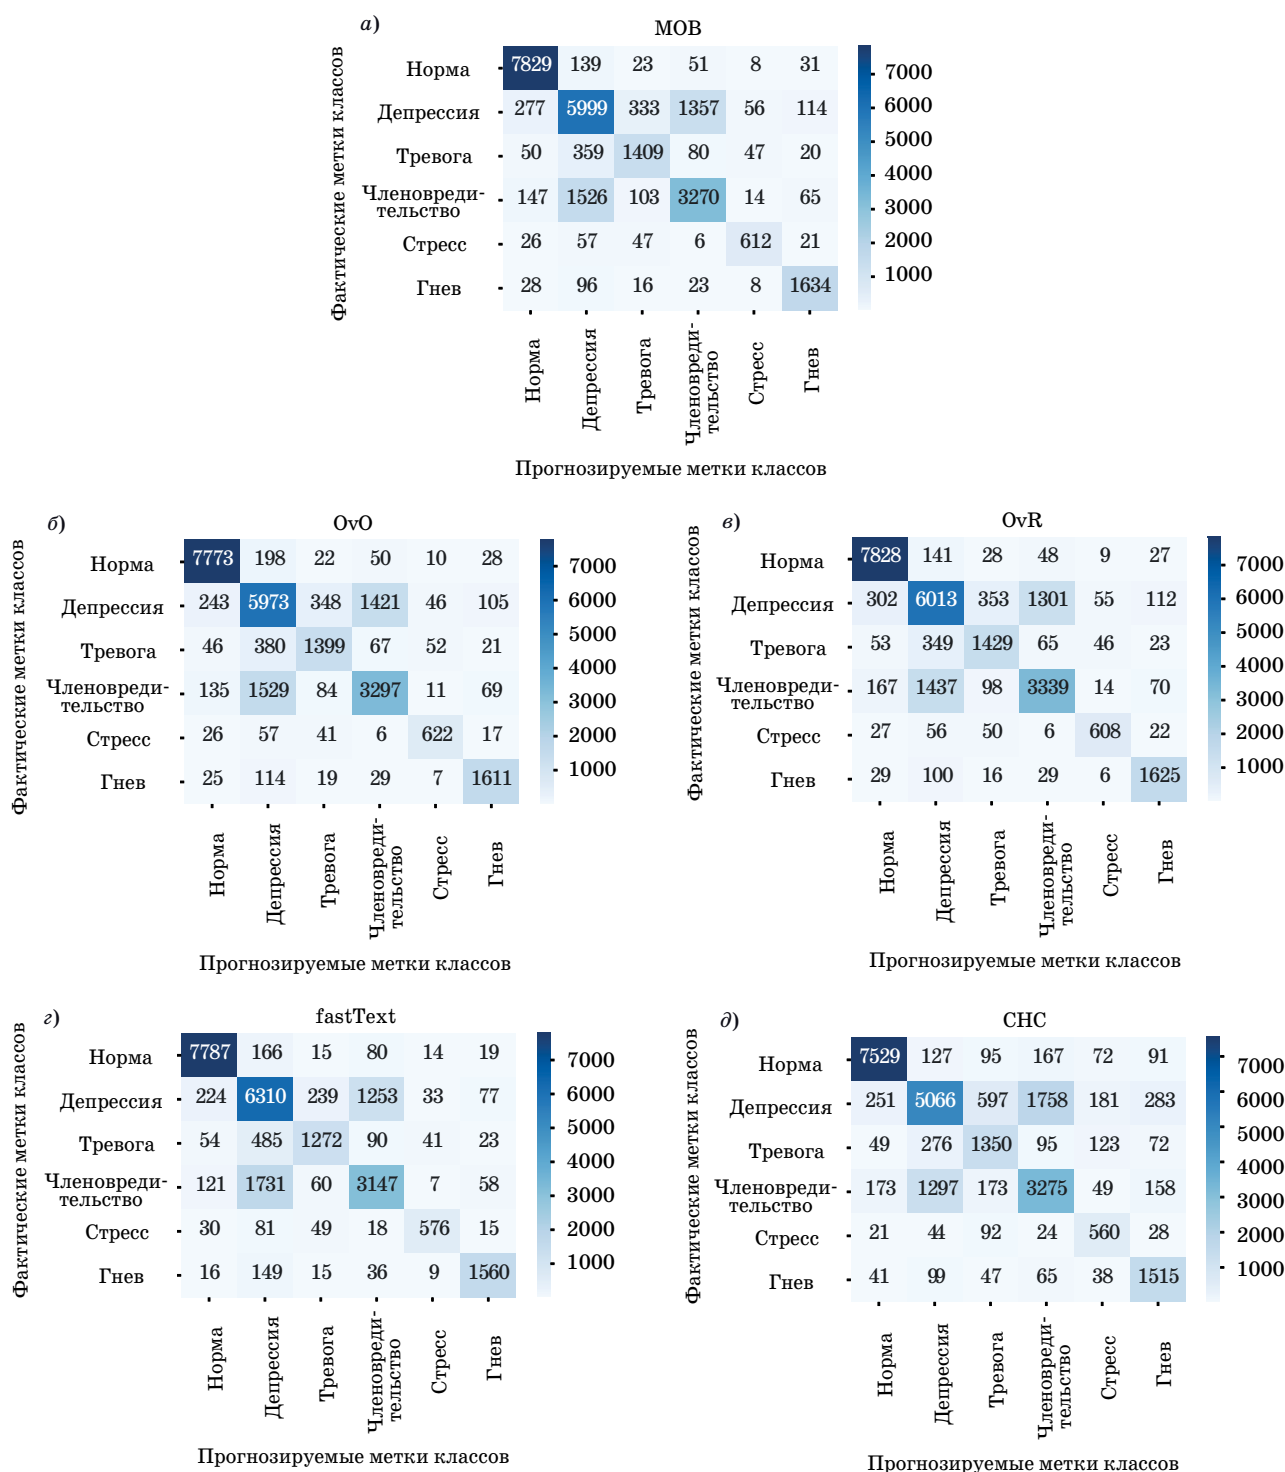 а)
МОВ
Фактические метки классов
Норма 7829 139 23 51 8 31
Депрессия 277 5999 333 1357 56 114
Тревога 50 359 1409 80 47 20
Членовреди-
тельство 147 1526 103 3270 14 65
Стресс 26 57 47 6 612 21
Гнев 28 96 16 23 8 1634
7000
6000
5000
4000
3000
2000
1000
Норма
Депрессия
Тревога
Членовреди-
тельство
Стресс
Гнев
Прогнозируемые метки классов
б)
OvO
Фактические метки классов
Норма 7773 198 22 50 10 28
Депрессия 243 5973 348 1421 46 105
Тревога 46 380 1399 67 52 21
Членовреди-
тельство 135 1529 84 3297 11 69
Стресс 26 57 41 6 622 17
Гнев 25 114 19 29 7 1611
7000
6000
5000
4000
3000
2000
1000
Норма
Депрессия
Тревога
Членовреди-
тельство
Стресс
Гнев
Прогнозируемые метки классов
в)
OvR
Фактические метки классов
Норма 7828 141 28 48 9 27
Депрессия 302 6013 353 1301 55 112
Тревога 53 349 1429 65 46 23
Членовреди-
тельство 167 1437 98 3339 14 70
Стресс 27 56 50 6 608 22
Гнев 29 100 16 29 6 1625
7000
6000
5000
4000
3000
2000
1000
Норма
Депрессия
Тревога
Членовреди-
тельство
Стресс
Гнев
Прогнозируемые метки классов
г)
fastText
Фактические метки классов
Норма 7787 166 15 80 14 19
Депрессия 224 6310 239 1253 33 77
Тревога 54 485 1272 90 41 23
Членовреди-
тельство 121 1731 60 3147 7 58
Стресс 30 81 49 18 576 15
Гнев 16 149 15 36 9 1560
7000
6000
5000
4000
3000
2000
1000
Норма
Депрессия
Тревога
Членовреди-
тельство
Стресс
Гнев
Прогнозируемые метки классов
д)
СНС
Фактические метки классов
Норма 7529 127 95 167 72 91
Депрессия 251 5066 597 1758 181 283
Тревога 49 276 1350 95 123 72
Членовреди-
тельство 173 1297 173 3275 49 158
Стресс 21 44 92 24 560 28
Гнев 41 99 47 65 38 1515
7000
6000
5000
4000
3000
2000
1000
Норма
Депрессия
Тревога
Членовреди-
тельство
Стресс
Гнев
Прогнозируемые метки классов